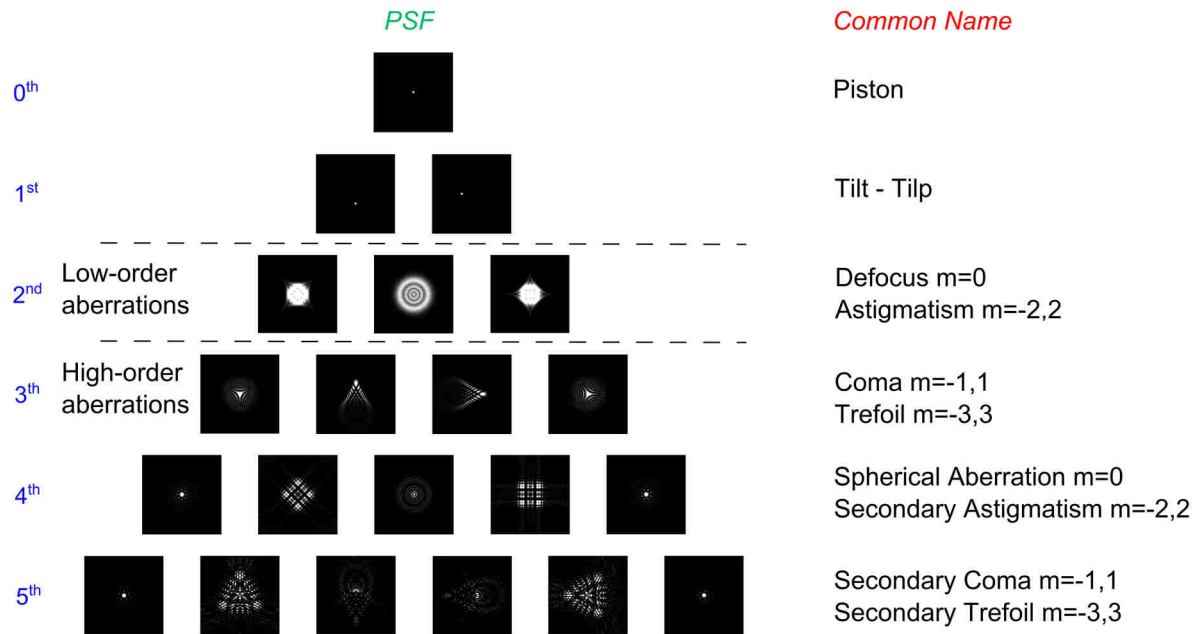 PSF Common Name
0th Piston
1st Tilt - Tilp
2nd Low-order aberrations Defocus m=0
Astigmatism m=-2,2
3th High-order aberrations Coma m=-1,1
Trefoil m=-3,3
4th Spherical Aberration m=0
Secondary Astigmatism m=-2,2
5th Secondary Coma m=-1,1
Secondary Trefoil m=-3,3